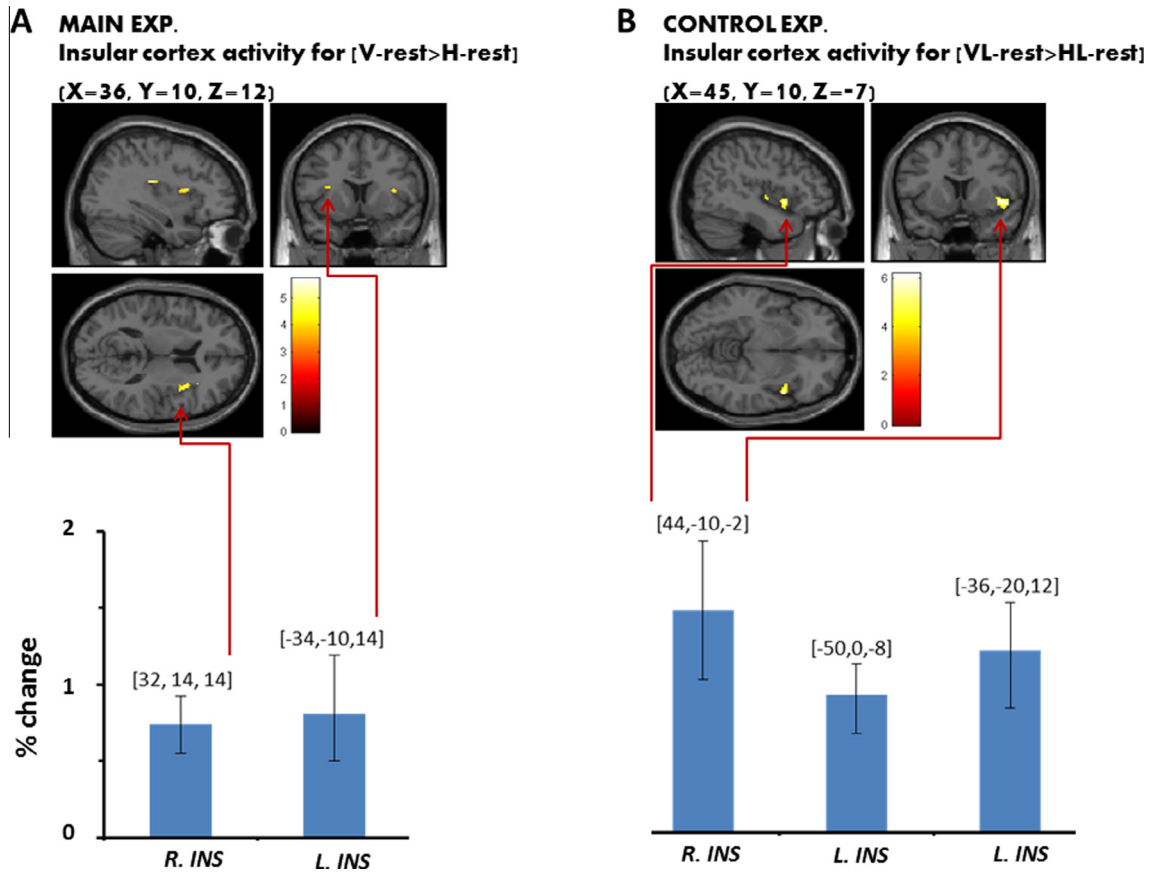 A MAIN EXP.
Insular cortex activity for [V-rest>H-rest]
(X=36, Y=10, Z=12)
5
4
3
2
1
0
2
1
0
% change
[32, 14, 14]
[-34,-10,14]
R. INS
L. INS
B CONTROL EXP.
Insular cortex activity for [VL-rest>HL-rest]
(X=45, Y=10, Z=-7)
6
4
2
0
[44,-10,-2]
[-50,0,-8]
[-36,-20,12]
R. INS
L. INS
L. INS